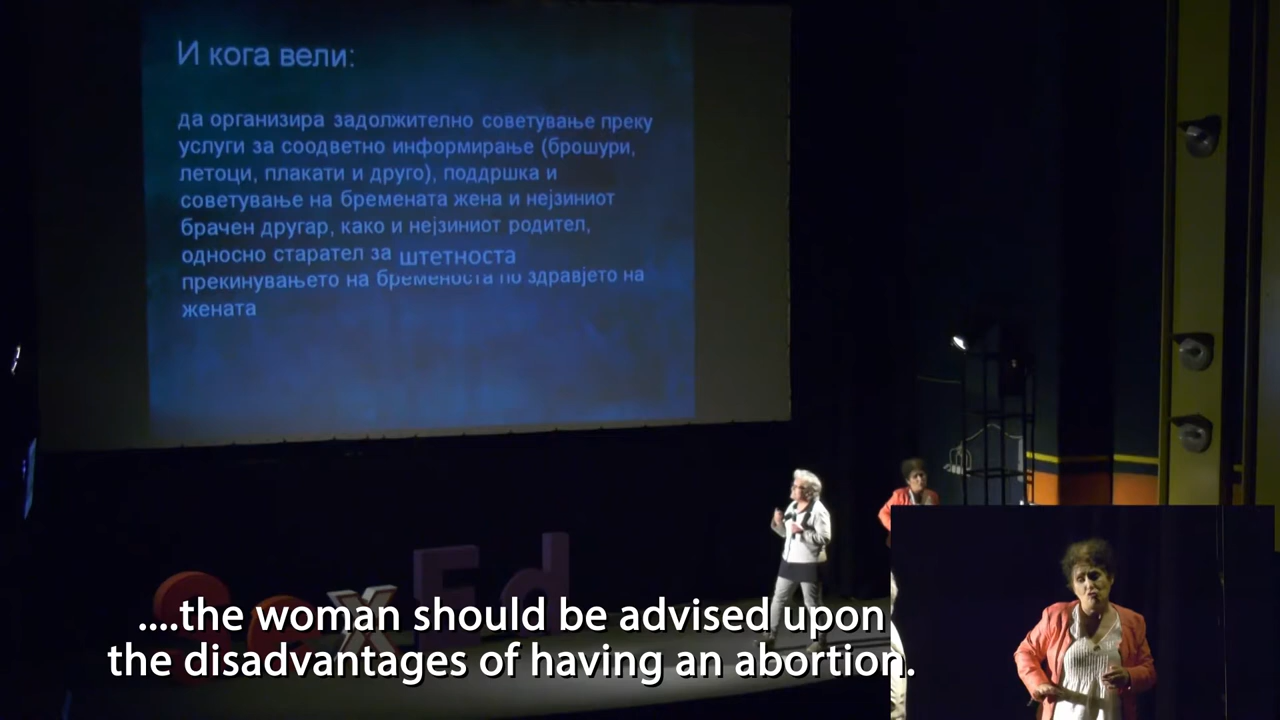 И кога вели:
да организира задолжително советување преку
услуги за соодветно информирање (брошури,
летоци, плакати и друго), поддршка и
советување на бремената жена и нејзиниот
брачен другар, како и нејзиниот родител,
односно старател за штетноста
прекинувањето на бременоста по здравјето на
жената
SexEd
....the woman should be advised upon
the disadvantages of having an abortion.